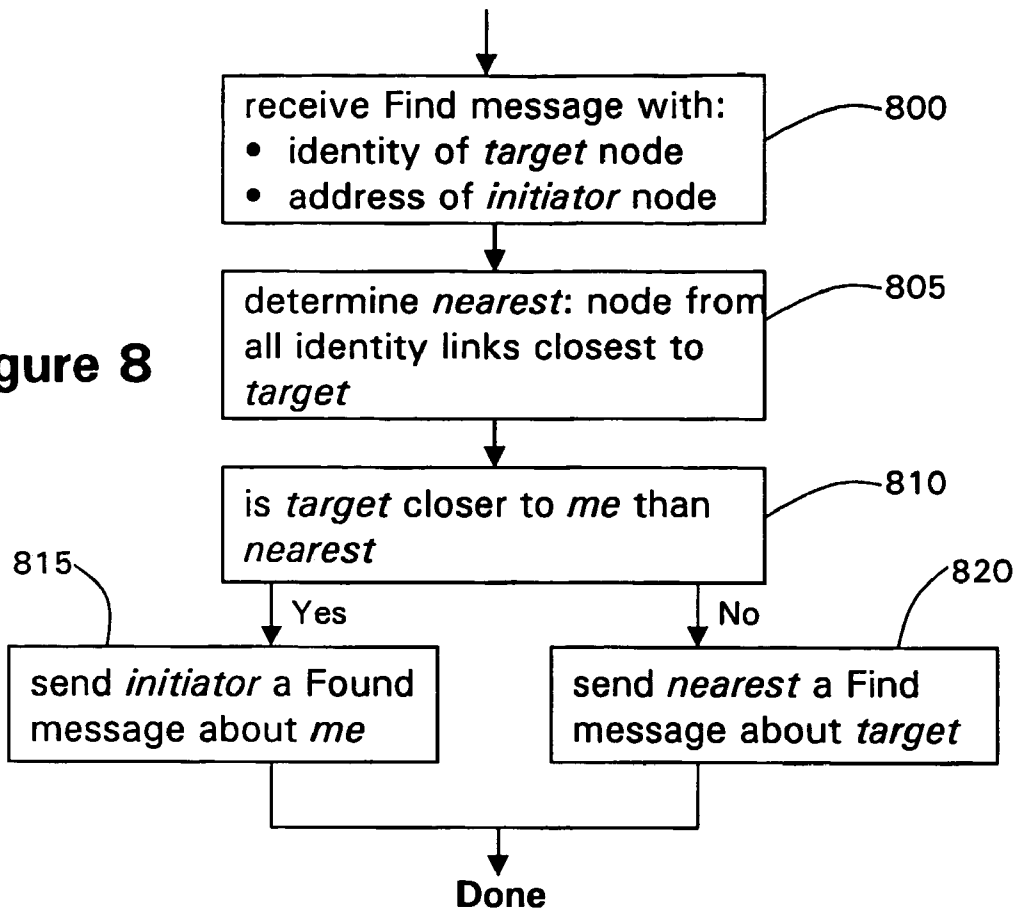 receive Find message with:
• identity of target node
• address of initiator node
800
determine nearest: node from
all identity links closest to
target
805
gure 8
is target closer to me than
nearest
810
815
Yes
No
820
send initiator a Found
message about me
send nearest a Find
message about target
Done